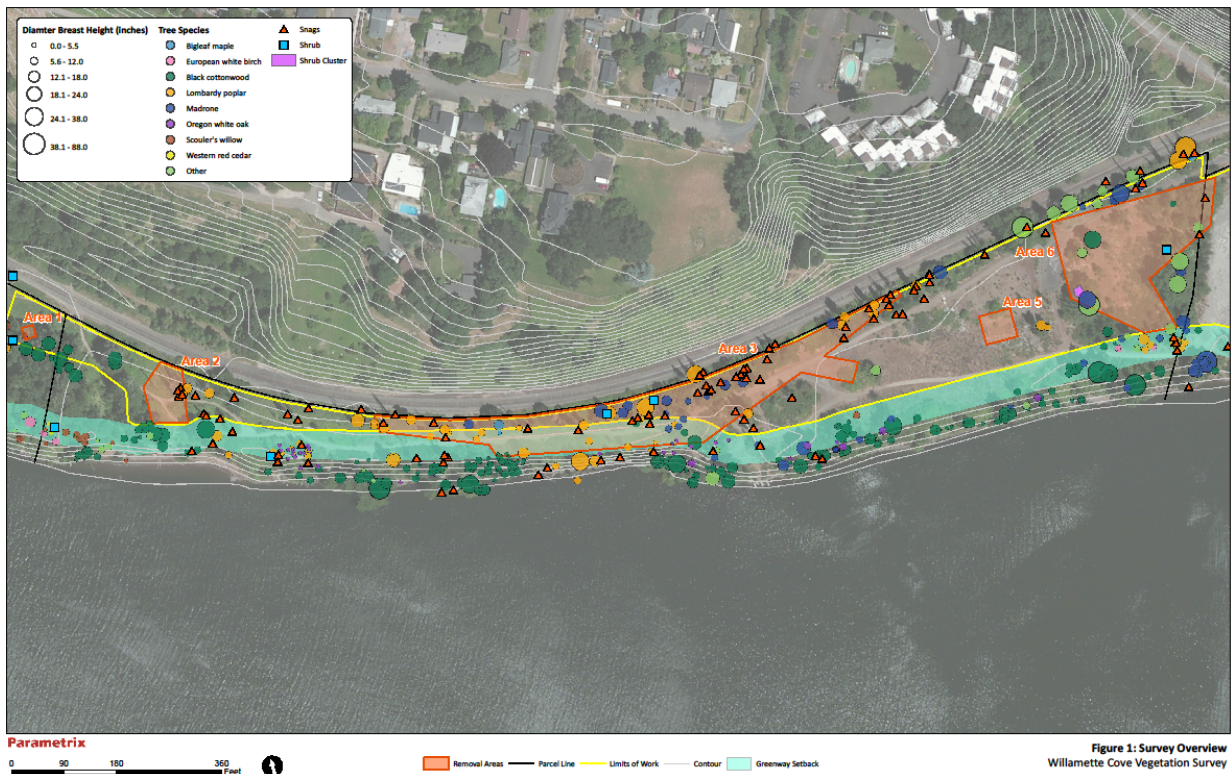 Diamter Breast Height (inches)
0.0 - 5.5
5.6 - 12.0
12.1 - 18.0
18.1 - 24.0
24.1 - 38.0
38.1 - 88.0
Tree Species
Bigleaf maple
European white birch
Black cottonwood
Lombardy poplar
Madrone
Oregon white oak
Scouler's willow
Western red cedar
Other
Snags
Shrub
Shrub Cluster
Area 6
Area 5
Area 1
Area 3
Area 2
Parametrix
0 90 180 360
Feet
Removal Areas Parcel Line Limits of Work Contour Greenway Setback
Figure 1: Survey Overview
Willamette Cove Vegetation Survey